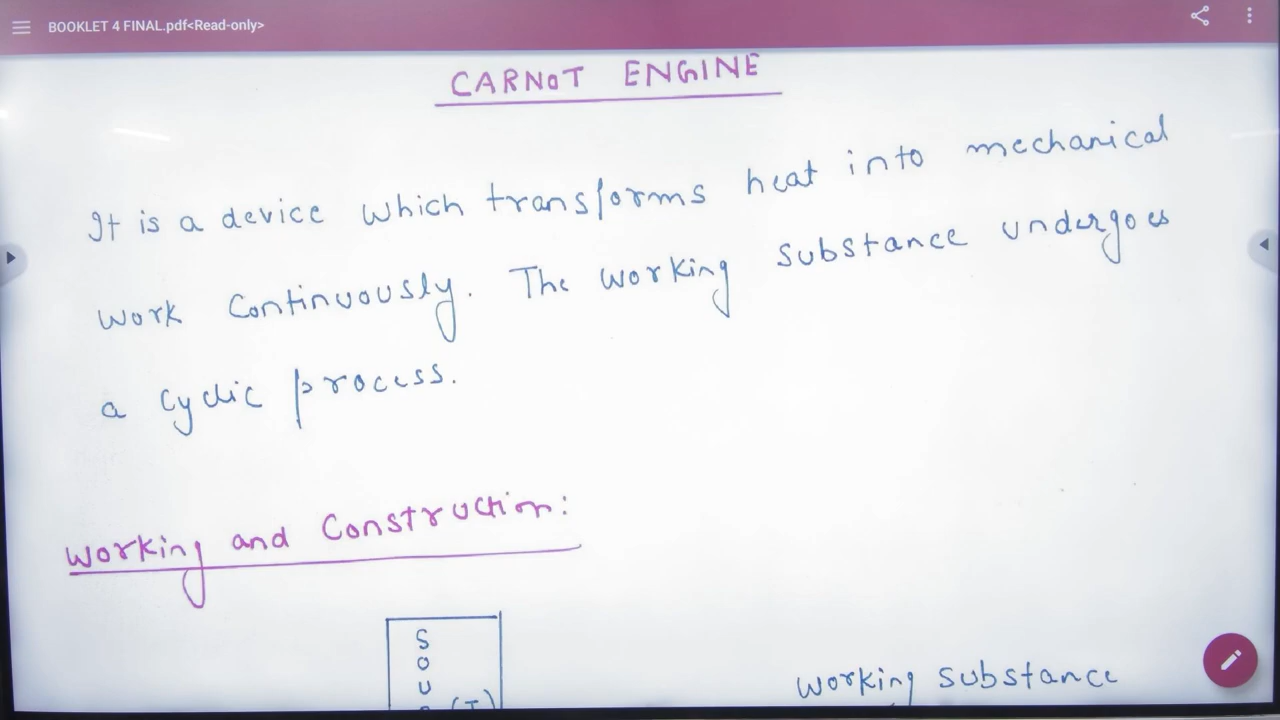 BOOKLET 4 FINAL.pdf<Read-only>
CARNOT ENGINE
It is a device which transforms heat into mechanical
work continuously. The working substance undergoes
a cyclic process.
Working and Construction:
S
O
U
(T)
Working substance